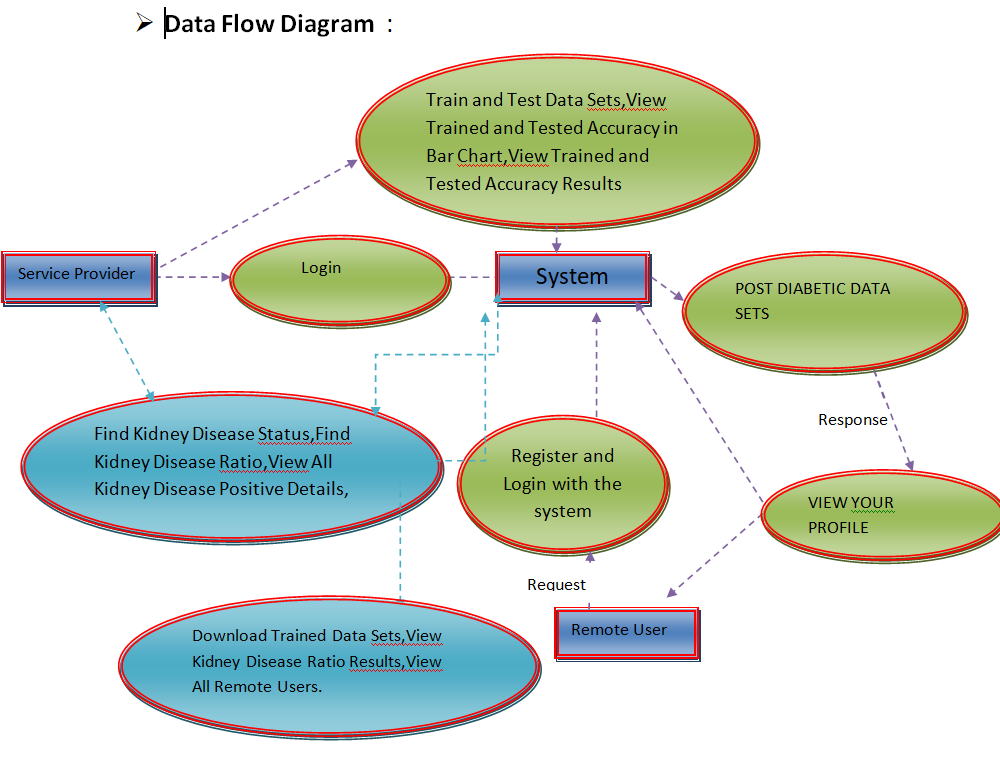 Data Flow Diagram :
Train and Test Data Sets,View
Trained and Tested Accuracy in
Bar Chart,View Trained and
Tested Accuracy Results
Service Provider
Login
System
POST DIABETIC DATA
SETS
Response
Find Kidney Disease Status,Find
Kidney Disease Ratio,View All
Kidney Disease Positive Details,
Register and
Login with the
system
VIEW YOUR
PROFILE
Request
Remote User
Download Trained Data Sets,View
Kidney Disease Ratio Results,View
All Remote Users.